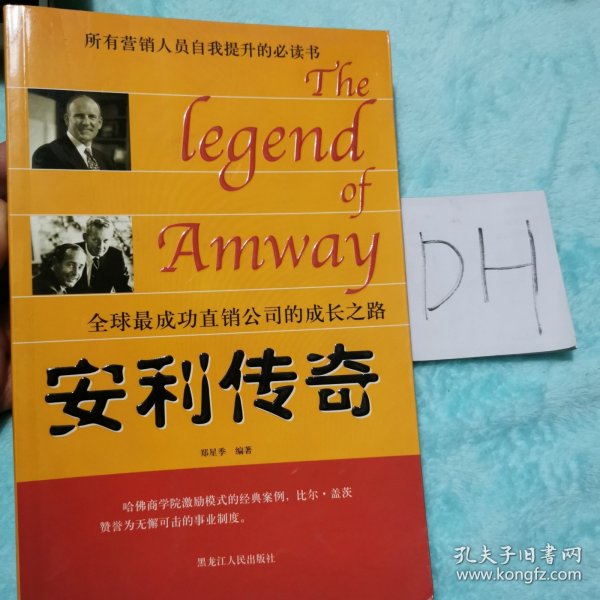 所有营销人员自我提升的必读书
The
legend
of
Amway
全球最成功直销公司的成长之路
安利传奇
郑星季 编著
哈佛商学院激励模式的经典案例，比尔·盖茨
赞誉为无懈可击的事业制度。
黑龙江人民出版社
DH
孔夫子旧书网
www.kongfz.com